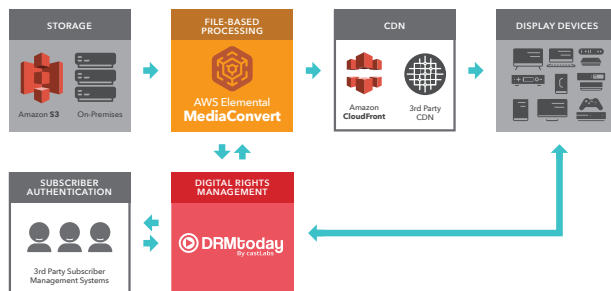 STORAGE
Amazon S3
On-Premises
FILE-BASED
PROCESSING
AWS Elemental
MediaConvert
CDN
Amazon
CloudFront
3rd Party
CDN
DISPLAY DEVICES
SUBSCRIBER
AUTHENTICATION
3rd Party Subscriber
Management Systems
DIGITAL RIGHTS
MANAGEMENT
DRMtoday
By castLabs